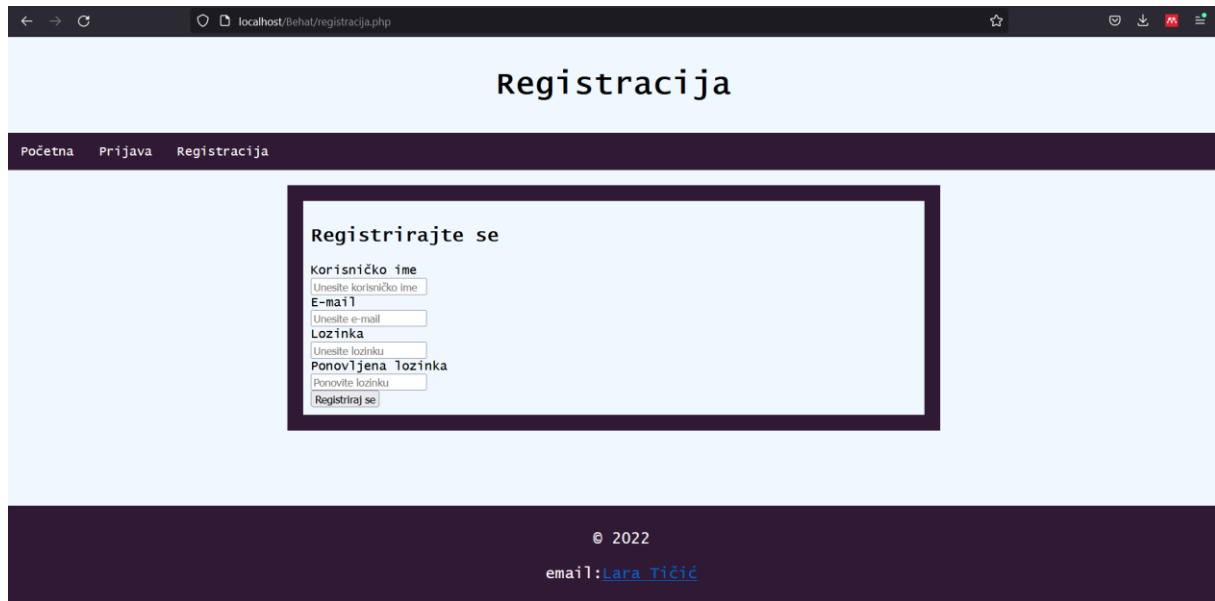 localhost/Behat/registracija.php
Registracija
Početna Prijava Registracija
Registrirajte se
Korisničko ime
Unesite korisničko ime
E-mail
Unesite e-mail
Lozinka
Unesite lozinku
Ponovljena lozinka
Ponovite lozinku
Registriraj se
© 2022
email:Lara Tičić